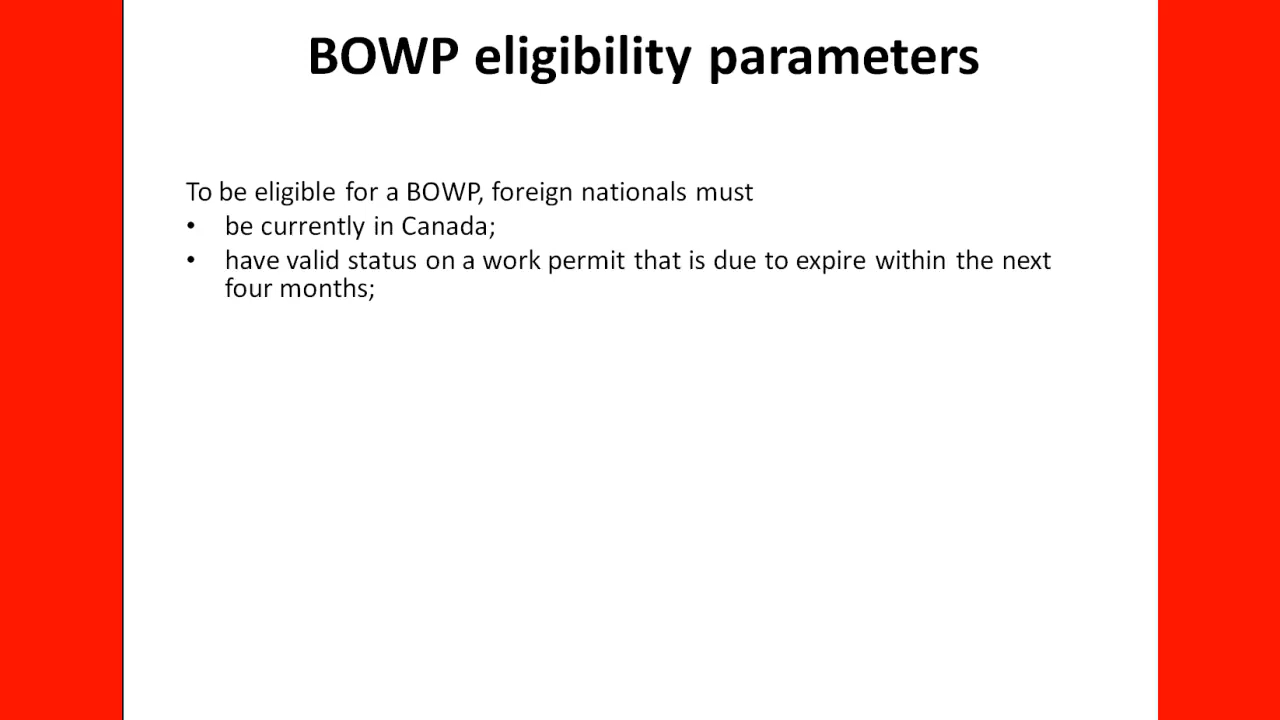 BOWP eligibility parameters
To be eligible for a BOWP, foreign nationals must
• be currently in Canada;
• have valid status on a work permit that is due to expire within the next
four months;